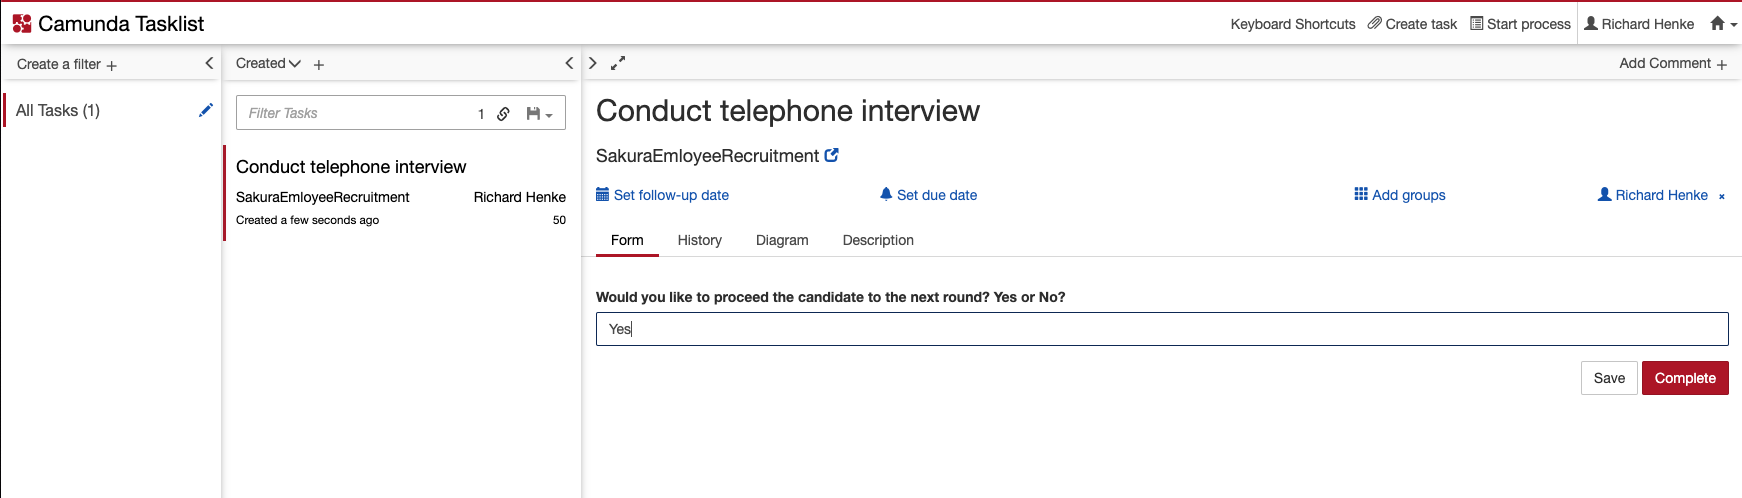 Camunda Tasklist
Keyboard Shortcuts Create task Start process Richard Henke
Create a filter +
Created +
Add Comment +
All Tasks (1)
Filter Tasks 1
Conduct telephone interview
SakuraEmloyeeRecruitment Richard Henke
Created a few seconds ago 50
Conduct telephone interview
SakuraEmloyeeRecruitment
Set follow-up date Set due date Add groups Richard Henke ×
Form History Diagram Description
Would you like to proceed the candidate to the next round? Yes or No?
Yes
Save Complete